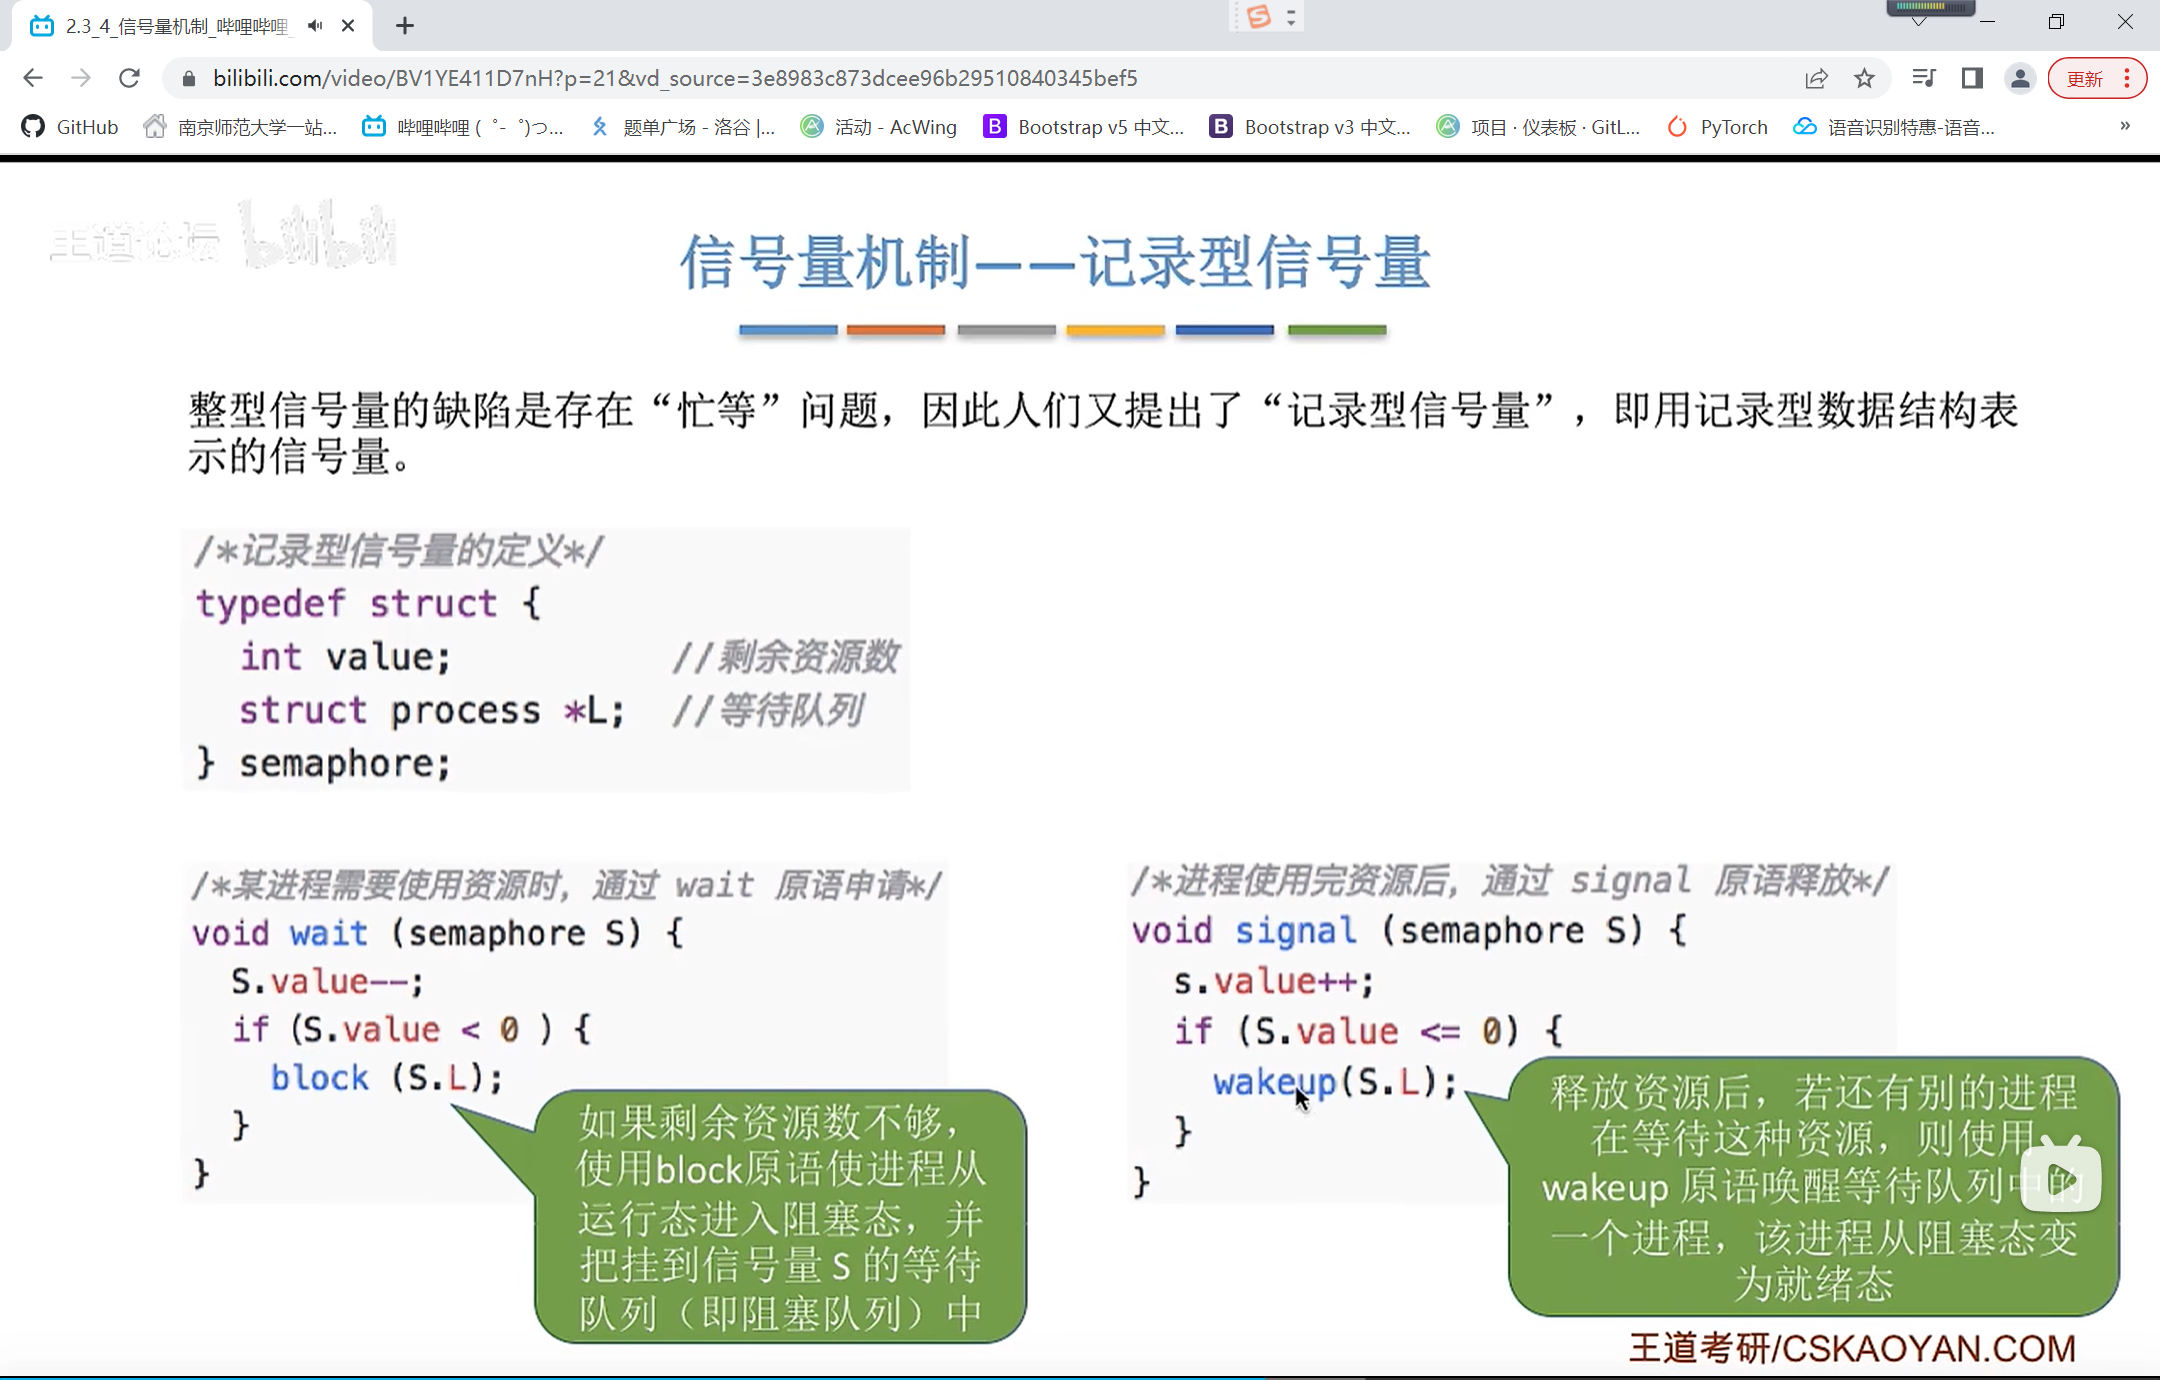 2.3_4_信号量机制_哔哩哔哩_
bilibili.com/video/BV1YE411D7nH?p=21&vd_source=3e8983c873dcee96b29510840345bef5
更新
GitHub
南京师范大学一站...
哔哩哔哩 (゜-゜)つ...
题单广场 - 洛谷 |...
活动 - AcWing
Bootstrap v5 中文...
Bootstrap v3 中文...
项目 · 仪表板 · GitL...
PyTorch
语音识别特惠-语音...
»
王道论坛 bilibili
信号量机制——记录型信号量
整型信号量的缺陷是存在“忙等”问题，因此人们又提出了“记录型信号量”，即用记录型数据结构表
示的信号量。
/*记录型信号量的定义*/
typedef struct {
int value; //剩余资源数
struct process *L; //等待队列
} semaphore;
/*某进程需要使用资源时，通过 wait 原语申请*/
void wait (semaphore S) {
S.value--;
if (S.value < 0 ) {
block (S.L);
}
}
如果剩余资源数不够，
使用block原语使进程从
运行态进入阻塞态，并
把挂到信号量 S 的等待
队列（即阻塞队列）中
/*进程使用完资源后，通过 signal 原语释放*/
void signal (semaphore S) {
s.value++;
if (S.value <= 0) {
wakeup(S.L);
}
}
释放资源后，若还有别的进程
在等待这种资源，则使用
wakeup 原语唤醒等待队列中的
一个进程，该进程从阻塞态变
为就绪态
王道考研/CSKAOYAN.COM